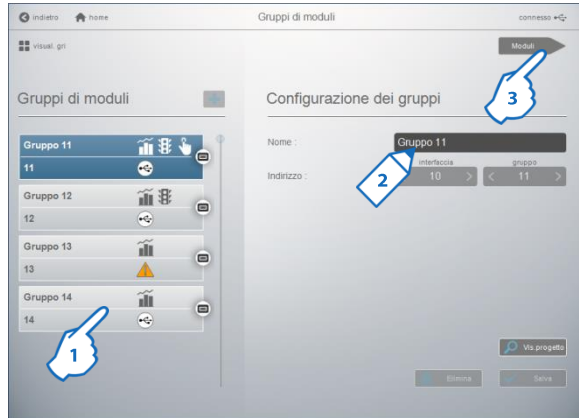 indietro
home
Gruppi di moduli
connesso
visual. gri
Moduli
3
Gruppi di moduli
+
Configurazione dei gruppi
Gruppo 11
11
Gruppo 12
12
Gruppo 13
13
Gruppo 14
14
1
Nome :
Gruppo 11
2
Indirizzo :
interfaccia
10 >
gruppo
< 11 >
Vis.progetto
Elimina
Salva